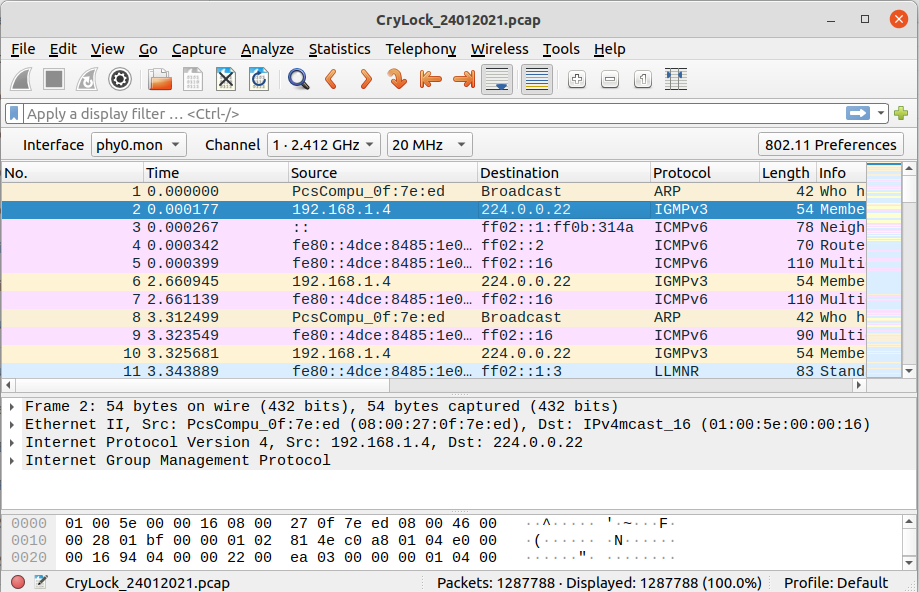 CryLock_24012021.pcap
File Edit View Go Capture Analyze Statistics Telephony Wireless Tools Help
Apply a display filter … <Ctrl-/>
Interface phy0.mon Channel 1 · 2.412 GHz 20 MHz 802.11 Preferences
No. Time Source Destination Protocol Length Info
1 0.000000 PcsCompu_0f:7e:ed Broadcast ARP 42 Who h
2 0.000177 192.168.1.4 224.0.0.22 IGMPv3 54 Membe
3 0.000267 :: ff02::1:ff0b:314a ICMPv6 78 Neigh
4 0.000342 fe80::4dce:8485:1e0… ff02::2 ICMPv6 70 Route
5 0.000399 fe80::4dce:8485:1e0… ff02::16 ICMPv6 110 Multi
6 2.660945 192.168.1.4 224.0.0.22 IGMPv3 54 Membe
7 2.661139 fe80::4dce:8485:1e0… ff02::16 ICMPv6 110 Multi
8 3.312499 PcsCompu_0f:7e:ed Broadcast ARP 42 Who h
9 3.323549 fe80::4dce:8485:1e0… ff02::16 ICMPv6 90 Multi
10 3.325681 192.168.1.4 224.0.0.22 IGMPv3 54 Membe
11 3.343889 fe80::4dce:8485:1e0… ff02::1:3 LLMNR 83 Stand
Frame 2: 54 bytes on wire (432 bits), 54 bytes captured (432 bits)
Ethernet II, Src: PcsCompu_0f:7e:ed (08:00:27:0f:7e:ed), Dst: IPv4mcast_16 (01:00:5e:00:00:16)
Internet Protocol Version 4, Src: 192.168.1.4, Dst: 224.0.0.22
Internet Group Management Protocol
0000 01 00 5e 00 00 16 08 00 27 0f 7e ed 08 00 46 00 ··^····· '·~···F·
0010 00 28 01 bf 00 00 01 02 81 4e c0 a8 01 04 e0 00 ·(······ ·N······
0020 00 16 94 04 00 00 22 00 ea 03 00 00 00 01 04 00 ······"· ········
CryLock_24012021.pcap Packets: 1287788 · Displayed: 1287788 (100.0%) Profile: Default